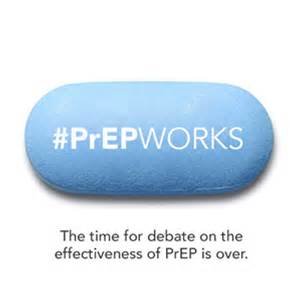 #PrEPWORKS
The time for debate on the
effectiveness of PrEP is over.